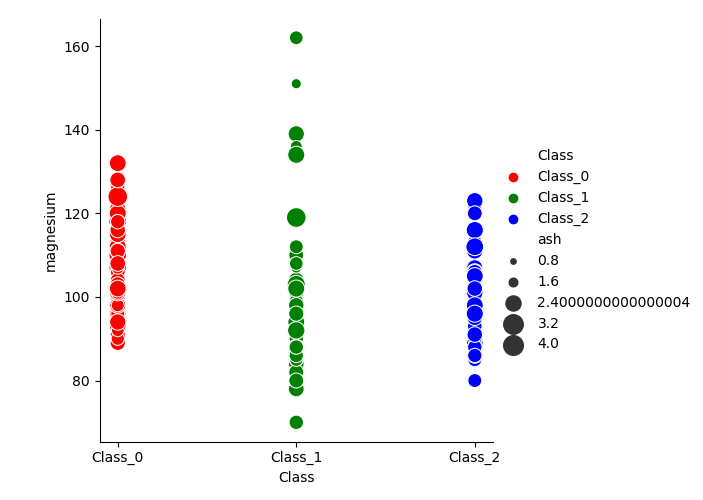 160
140
120
100
80
magnesium
Class_0
Class_1
Class_2
Class
Class
Class_0
Class_1
Class_2
ash
0.8
1.6
2.4000000000000004
3.2
4.0